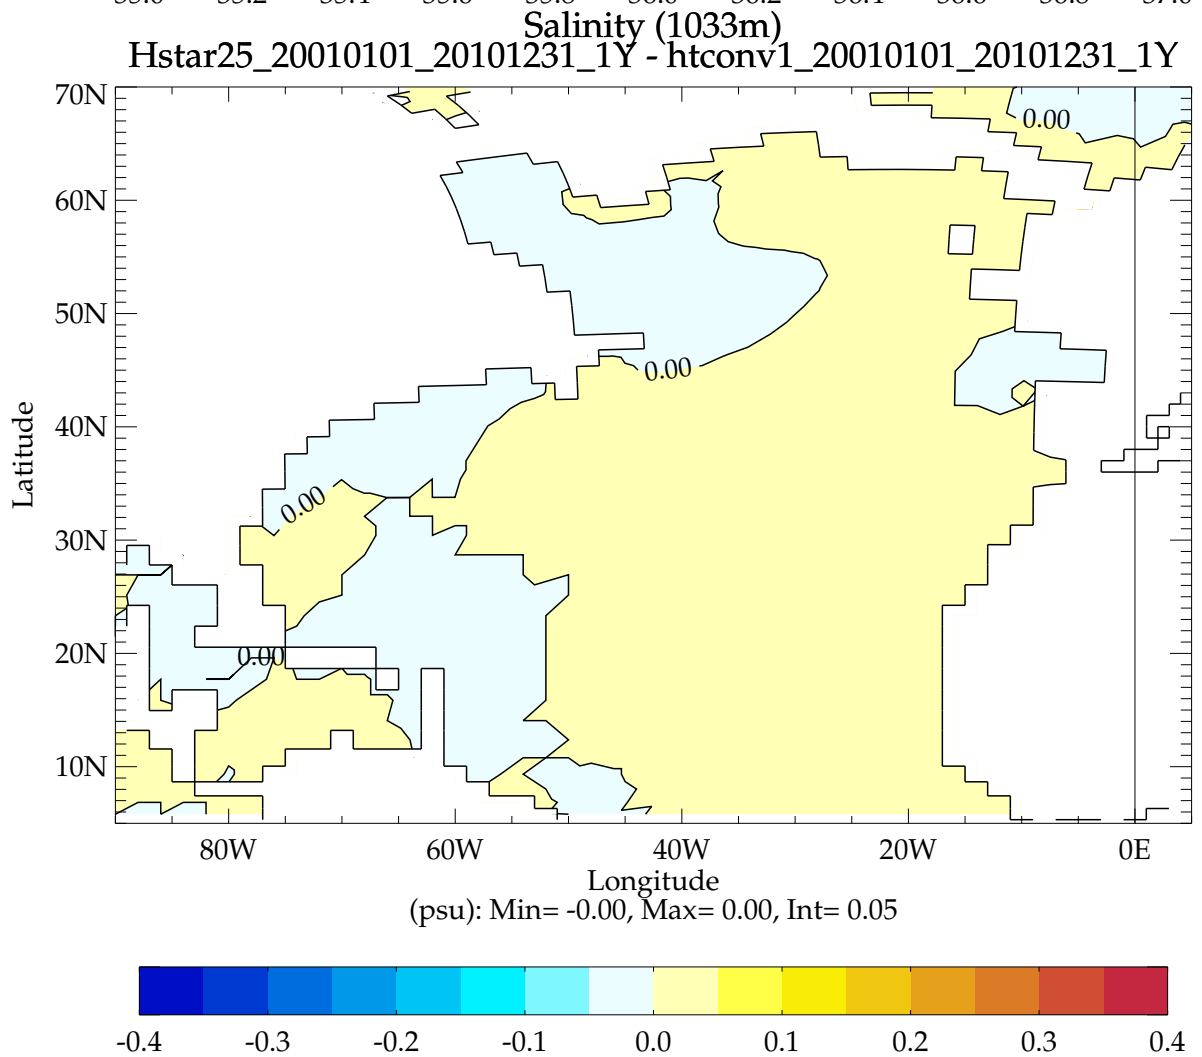 Salinity (1033m)
Hstar25_20010101_20101231_1Y - htconv1_20010101_20101231_1Y
70N
0.00
60N
50N
0.00
Latitude
40N
0.00
30N
0.00
20N
10N
80W 60W 40W 20W 0E
Longitude
(psu): Min= -0.00, Max= 0.00, Int= 0.05
-0.4 -0.3 -0.2 -0.1 0.0 0.1 0.2 0.3 0.4